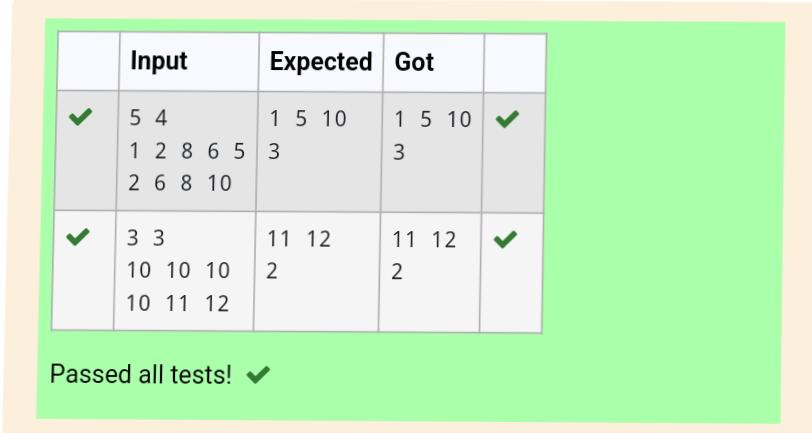 Input Expected Got
5 4 1 5 10 1 5 10
1 2 8 6 5 3 3
2 6 8 10
3 3 11 12 11 12
10 10 10 2 2
10 11 12
Passed all tests!